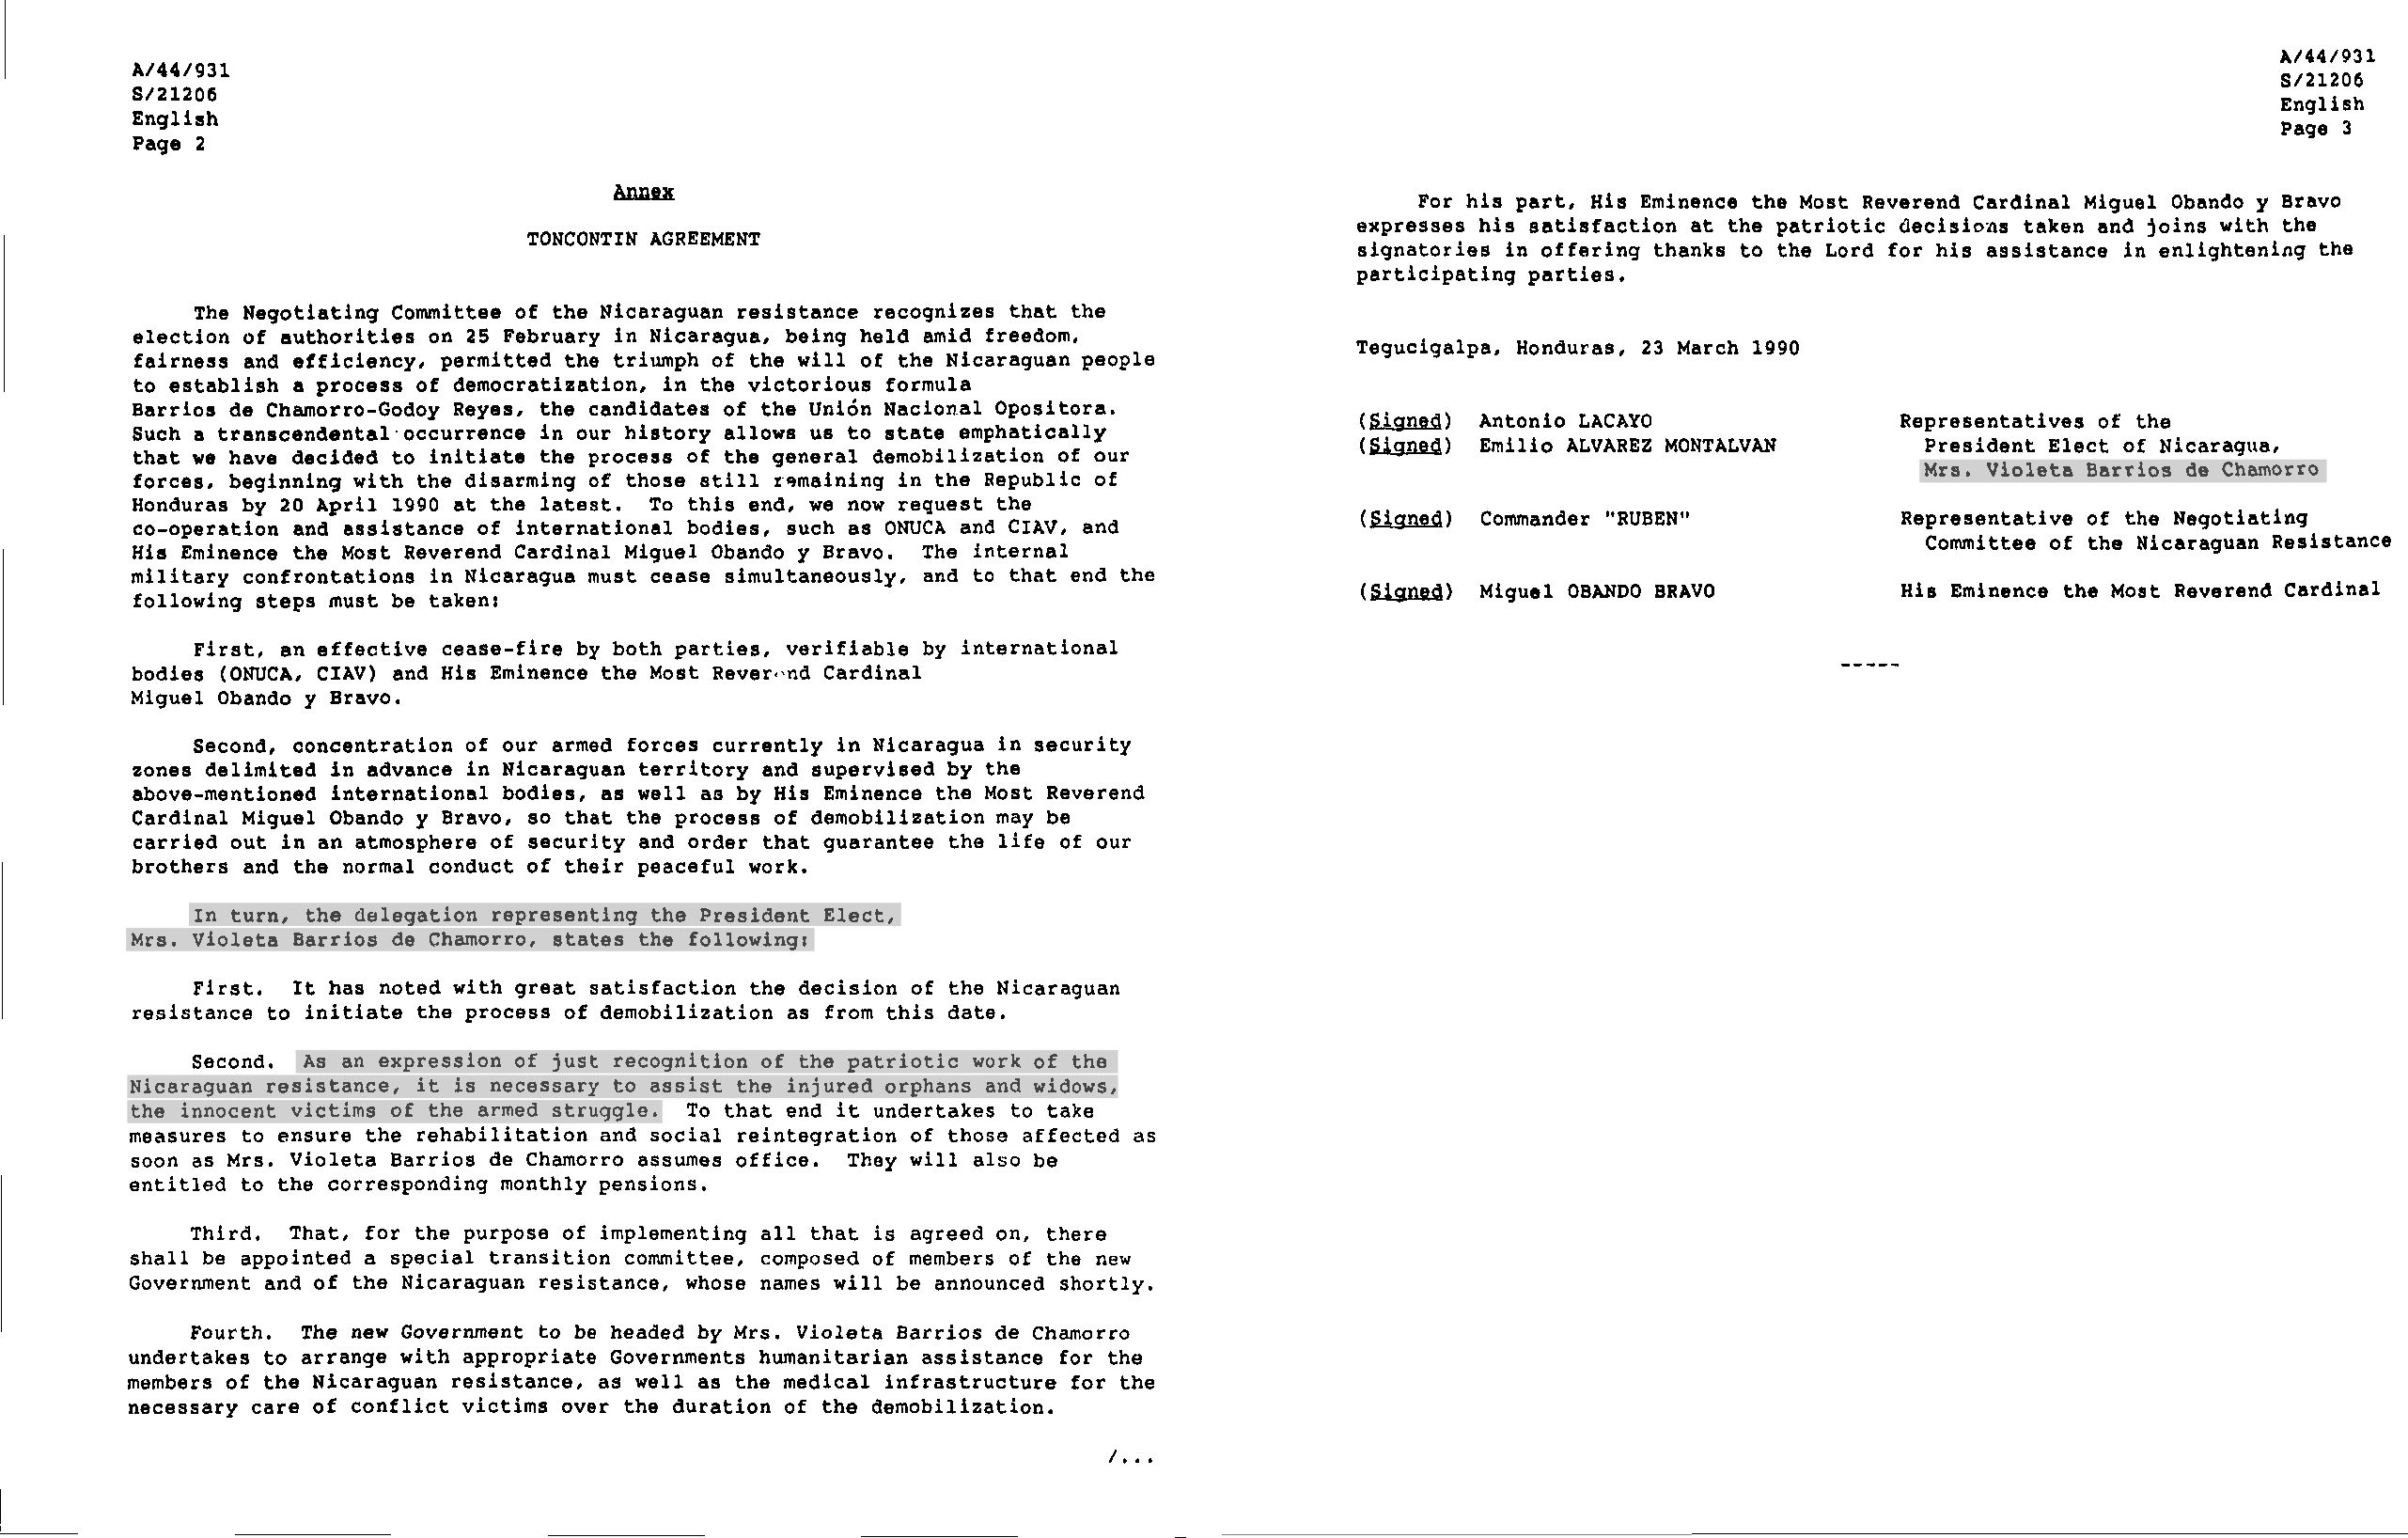 A/44/931
S/21206
English
Page 2
Annex
TONCONTIN AGREEMENT
The Negotiating Committee of the Nicaraguan resistance recognizes that the
election of authorities on 25 February in Nicaragua, being held amid freedom,
fairness and efficiency, permitted the triumph of the will of the Nicaraguan people
to establish a process of democratization, in the victorious formula
Barrios de Chamorro-Godoy Reyes, the candidates of the Unión Nacional Opositora.
Such a transcendental occurrence in our history allows us to state emphatically
that we have decided to initiate the process of the general demobilization of our
forces, beginning with the disarming of those still remaining in the Republic of
Honduras by 20 April 1990 at the latest. To this end, we now request the
co-operation and assistance of international bodies, such as ONUCA and CIAV, and
His Eminence the Most Reverend Cardinal Miguel Obando y Bravo. The internal
military confrontations in Nicaragua must cease simultaneously, and to that end the
following steps must be taken:
First, an effective cease-fire by both parties, verifiable by international
bodies (ONUCA, CIAV) and His Eminence the Most Reverend Cardinal
Miguel Obando y Bravo.
Second, concentration of our armed forces currently in Nicaragua in security
zones delimited in advance in Nicaraguan territory and supervised by the
above-mentioned international bodies, as well as by His Eminence the Most Reverend
Cardinal Miguel Obando y Bravo, so that the process of demobilization may be
carried out in an atmosphere of security and order that guarantee the life of our
brothers and the normal conduct of their peaceful work.
In turn, the delegation representing the President Elect,
Mrs. Violeta Barrios de Chamorro, states the following:
First. It has noted with great satisfaction the decision of the Nicaraguan
resistance to initiate the process of demobilization as from this date.
Second. As an expression of just recognition of the patriotic work of the
Nicaraguan resistance, it is necessary to assist the injured orphans and widows,
the innocent victims of the armed struggle. To that end it undertakes to take
measures to ensure the rehabilitation and social reintegration of those affected as
soon as Mrs. Violeta Barrios de Chamorro assumes office. They will also be
entitled to the corresponding monthly pensions.
Third. That, for the purpose of implementing all that is agreed on, there
shall be appointed a special transition committee, composed of members of the new
Government and of the Nicaraguan resistance, whose names will be announced shortly.
Fourth. The new Government to be headed by Mrs. Violeta Barrios de Chamorro
undertakes to arrange with appropriate Governments humanitarian assistance for the
members of the Nicaraguan resistance, as well as the medical infrastructure for the
necessary care of conflict victims over the duration of the demobilization.
/...
A/44/931
S/21206
English
Page 3
For his part, His Eminence the Most Reverend Cardinal Miguel Obando y Bravo
expresses his satisfaction at the patriotic decisions taken and joins with the
signatories in offering thanks to the Lord for his assistance in enlightening the
participating parties.
Tegucigalpa, Honduras, 23 March 1990
(Signed) Antonio LACAYO Representatives of the
(Signed) Emilio ALVAREZ MONTALVAN President Elect of Nicaragua,
Mrs. Violeta Barrios de Chamorro
(Signed) Commander "RUBEN" Representative of the Negotiating
Committee of the Nicaraguan Resistance
(Signed) Miguel OBANDO BRAVO His Eminence the Most Reverend Cardinal
-----